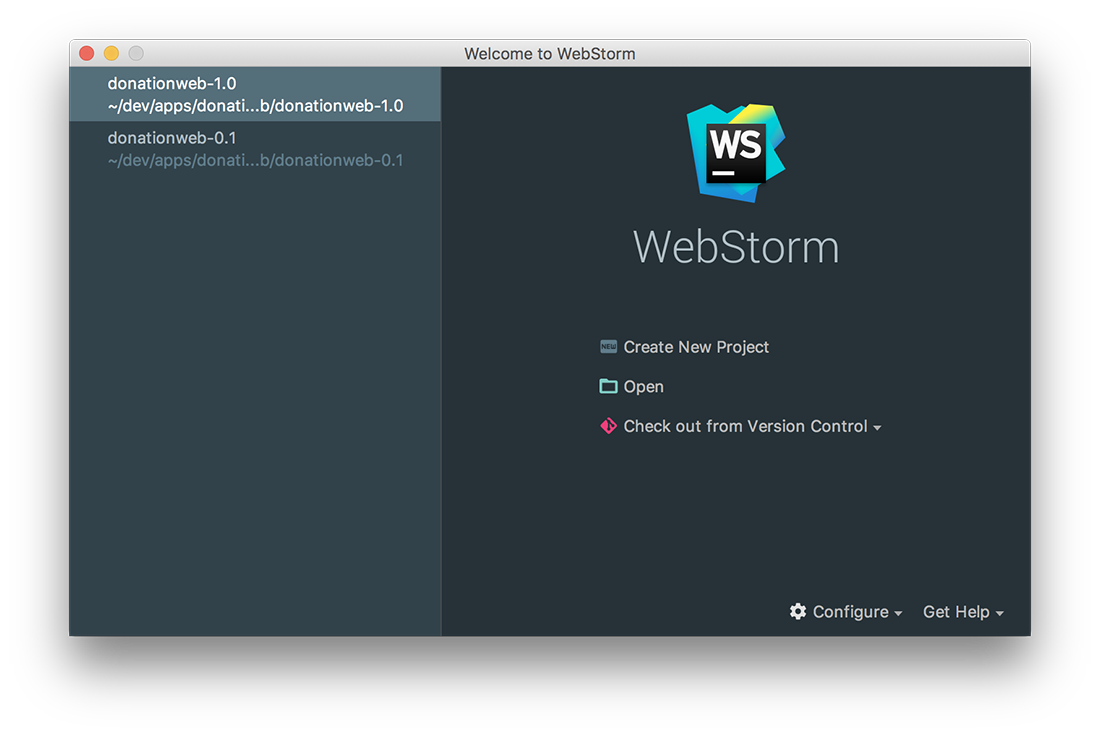 Welcome to WebStorm
donationweb-1.0
~/dev/apps/donati...b/donationweb-1.0
donationweb-0.1
~/dev/apps/donati...b/donationweb-0.1
WS
WebStorm
NEW Create New Project
Open
Check out from Version Control
Configure
Get Help